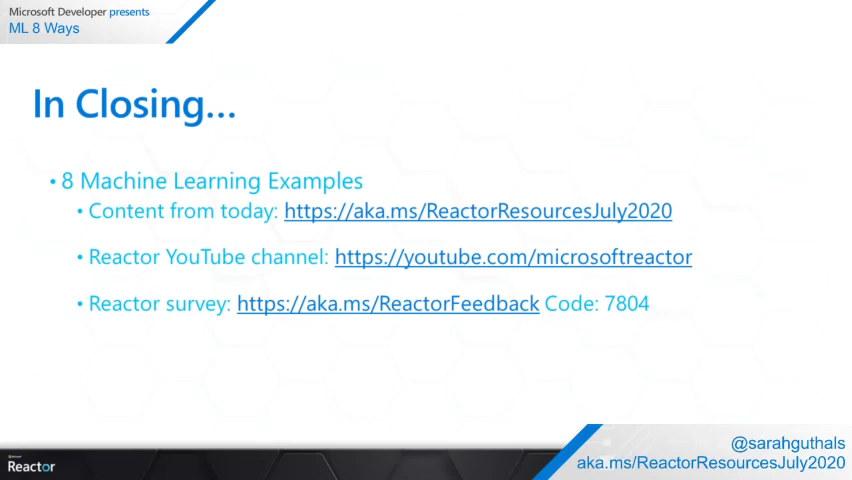 Microsoft Developer presents
ML 8 Ways
In Closing...
• 8 Machine Learning Examples
• Content from today: https://aka.ms/ReactorResourcesJuly2020
• Reactor YouTube channel: https://youtube.com/microsoftreactor
• Reactor survey: https://aka.ms/ReactorFeedback Code: 7804
@sarahguthals
aka.ms/ReactorResourcesJuly2020
Microsoft
Reactor